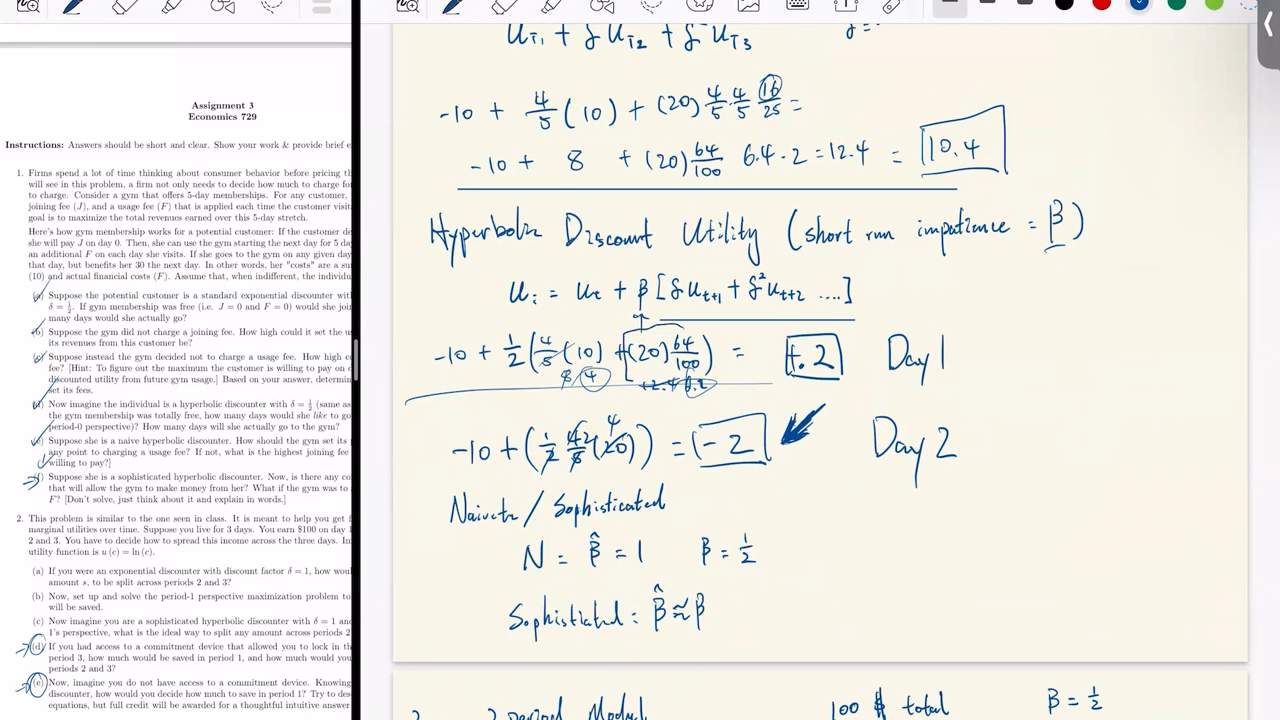 Assignment 3
Economics 729
Instructions: Answers should be short and clear. Show your work & provide brief e
1. Firms spend a lot of time thinking about consumer behavior before pricing th
will see in this problem, a firm not only needs to decide how much to charge for
to charge. Consider a gym that offers 5-day memberships. For any customer,
joining fee (J), and a usage fee (F) that is applied each time the customer visit
goal is to maximize the total revenues earned over this 5-day stretch.
Here's how gym membership works for a potential customer: If the customer de
she will pay J on day 0. Then, she can use the gym starting the next day for 5 da
an additional F on each day she visits. If she goes to the gym on any given day
that day, but benefits her 30 the next day. In other words, her "costs" are a su
(10) and actual financial costs (F). Assume that, when indifferent, the individua
(a) Suppose the potential customer is a standard exponential discounter wit
δ = 1/2. If gym membership was free (i.e. J = 0 and F = 0) would she joi
many days would she actually go?
(b) Suppose the gym did not charge a joining fee. How high could it set the u
its revenues from this customer be?
(c) Suppose instead the gym decided not to charge a usage fee. How high c
fee? [Hint: To figure out the maximum the customer is willing to pay on d
discounted utility from future gym usage.] Based on your answer, determin
set its fees.
(d) Now imagine the individual is a hyperbolic discounter with δ = 1/2 (same as
the gym membership was totally free, how many days would she like to go
period-0 perspective)? How many days will she actually go to the gym?
(e) Suppose she is a naive hyperbolic discounter. How should the gym set its
any point to charging a usage fee? If not, what is the highest joining fee
willing to pay?]
(f) Suppose she is a sophisticated hyperbolic discounter. Now, is there any co
that will allow the gym to make money from her? What if the gym was to
F? [Don't solve, just think about it and explain in words.]
2. This problem is similar to the one seen in class. It is meant to help you get f
marginal utilities over time. Suppose you live for 3 days. You earn $100 on day
2 and 3. You have to decide how to spread this income across the three days. In
utility function is u (c) = ln (c).
(a) If you were an exponential discounter with discount factor δ = 1, how wou
amount s, to be split across periods 2 and 3?
(b) Now, set up and solve the period-1 perspective maximization problem to
will be saved.
(c) Now imagine you are a sophisticated hyperbolic discounter with δ = 1 and
1's perspective, what is the ideal way to split any amount across periods 2
(d) If you had access to a commitment device that allowed you to lock in th
period 3, how much would be saved in period 1, and how much would you
periods 2 and 3?
(e) Now, imagine you do not have access to a commitment device. Knowing
discounter, how would you decide how much to save in period 1? Try to des
equations, but full credit will be awarded for a thoughtful intuitive answer
U_T1 + δ U_T2 + δ² U_T3 δ =
-10 + 4/5 (10) + (20) 4/5 · 4/5 16/25 =
-10 + 8 + (20) 64/100 6.4 · 2 = 12.4 = 10.4
Hyperbolic Discount Utility (short run impatience = β)
U_i = U_t + β [δ U_t+1 + δ² U_t+2 ....]
-10 + 1/2 (4/5 (10) + (20) 64/100) = Day 1
-10 + (1/2 4/5 (20)) = -2 Day 2
Naivete / Sophisticated
N = β̂ = 1 β = 1/2
Sophisticated : β̂ ≈ β
2 period Model 100 $ total β = 1/2